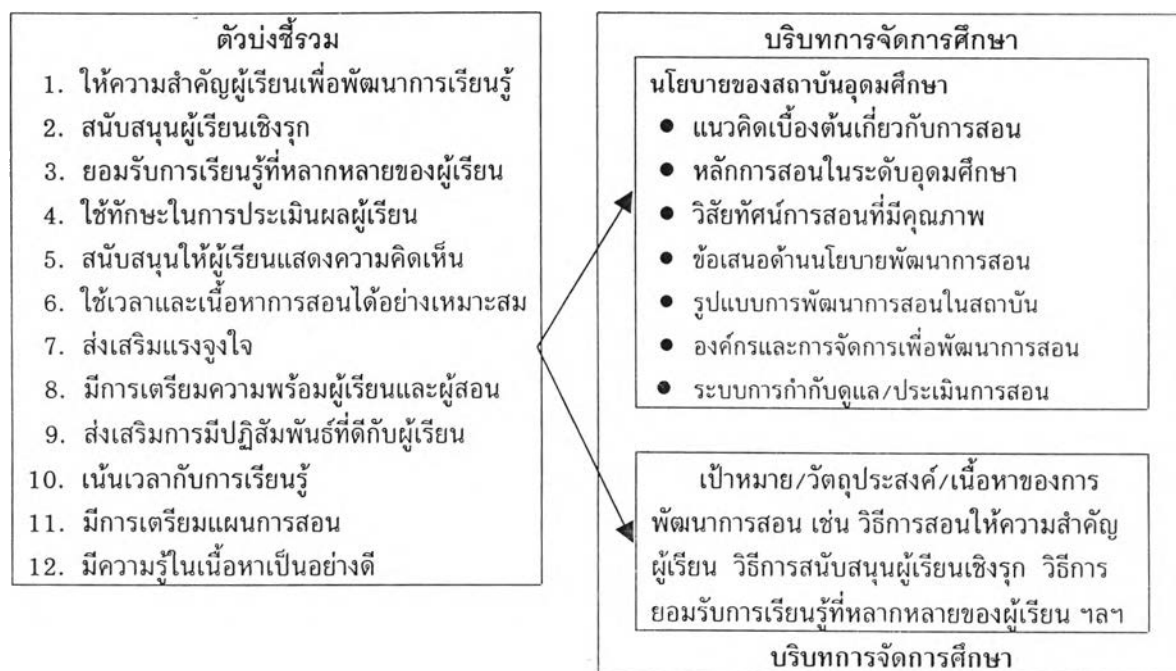 ตัวบ่งชี้รวม
1. ให้ความสำคัญผู้เรียนเพื่อพัฒนาการเรียนรู้
2. สนับสนุนผู้เรียนเชิงรุก
3. ยอมรับการเรียนรู้ที่หลากหลายของผู้เรียน
4. ใช้ทักษะในการประเมินผลผู้เรียน
5. สนับสนุนให้ผู้เรียนแสดงความคิดเห็น
6. ใช้เวลาและเนื้อหาการสอนได้อย่างเหมาะสม
7. ส่งเสริมแรงจูงใจ
8. มีการเตรียมความพร้อมผู้เรียนและผู้สอน
9. ส่งเสริมการมีปฏิสัมพันธ์ที่ดีกับผู้เรียน
10. เน้นเวลากับการเรียนรู้
11. มีการเตรียมแผนการสอน
12. มีความรู้ในเนื้อหาเป็นอย่างดี
บริบทการจัดการศึกษา
นโยบายของสถาบันอุดมศึกษา
● แนวคิดเบื้องต้นเกี่ยวกับการสอน
● หลักการสอนในระดับอุดมศึกษา
● วิสัยทัศน์การสอนที่มีคุณภาพ
● ข้อเสนอด้านนโยบายพัฒนาการสอน
● รูปแบบการพัฒนาการสอนในสถาบัน
● องค์กรและการจัดการเพื่อพัฒนาการสอน
● ระบบการกำกับดูแล/ประเมินการสอน
เป้าหมาย/วัตถุประสงค์/เนื้อหาของการ
พัฒนาการสอน เช่น วิธีการสอนให้ความสำคัญ
ผู้เรียน วิธีการสนับสนุนผู้เรียนเชิงรุก วิธีการ
ยอมรับการเรียนรู้ที่หลากหลายของผู้เรียน ฯลฯ
บริบทการจัดการศึกษา